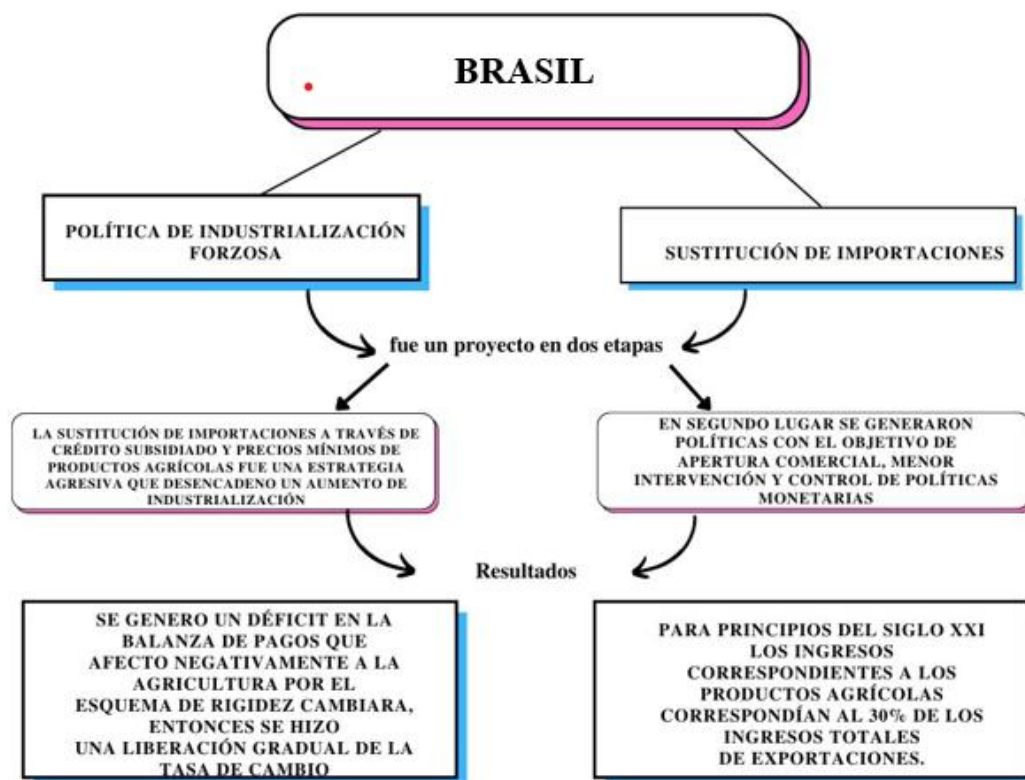 BRASIL
POLÍTICA DE INDUSTRIALIZACIÓN
FORZOSA
SUSTITUCIÓN DE IMPORTACIONES
fue un proyecto en dos etapas
LA SUSTITUCIÓN DE IMPORTACIONES A TRAVÉS DE
CRÉDITO SUBSIDIADO Y PRECIOS MÍNIMOS DE
PRODUCTOS AGRÍCOLAS FUE UNA ESTRATEGIA
AGRESIVA QUE DESENCADENO UN AUMENTO DE
INDUSTRIALIZACIÓN
EN SEGUNDO LUGAR SE GENERARON
POLÍTICAS CON EL OBJETIVO DE
APERTURA COMERCIAL, MENOR
INTERVENCIÓN Y CONTROL DE POLÍTICAS
MONETARIAS
Resultados
SE GENERO UN DÉFICIT EN LA
BALANZA DE PAGOS QUE
AFECTO NEGATIVAMENTE A LA
AGRICULTURA POR EL
ESQUEMA DE RIGIDEZ CAMBIARA,
ENTONCES SE HIZO
UNA LIBERACIÓN GRADUAL DE LA
TASA DE CAMBIO
PARA PRINCIPIOS DEL SIGLO XXI
LOS INGRESOS
CORRESPONDIENTES A LOS
PRODUCTOS AGRÍCOLAS
CORRESPONDÍAN AL 30% DE LOS
INGRESOS TOTALES
DE EXPORTACIONES.